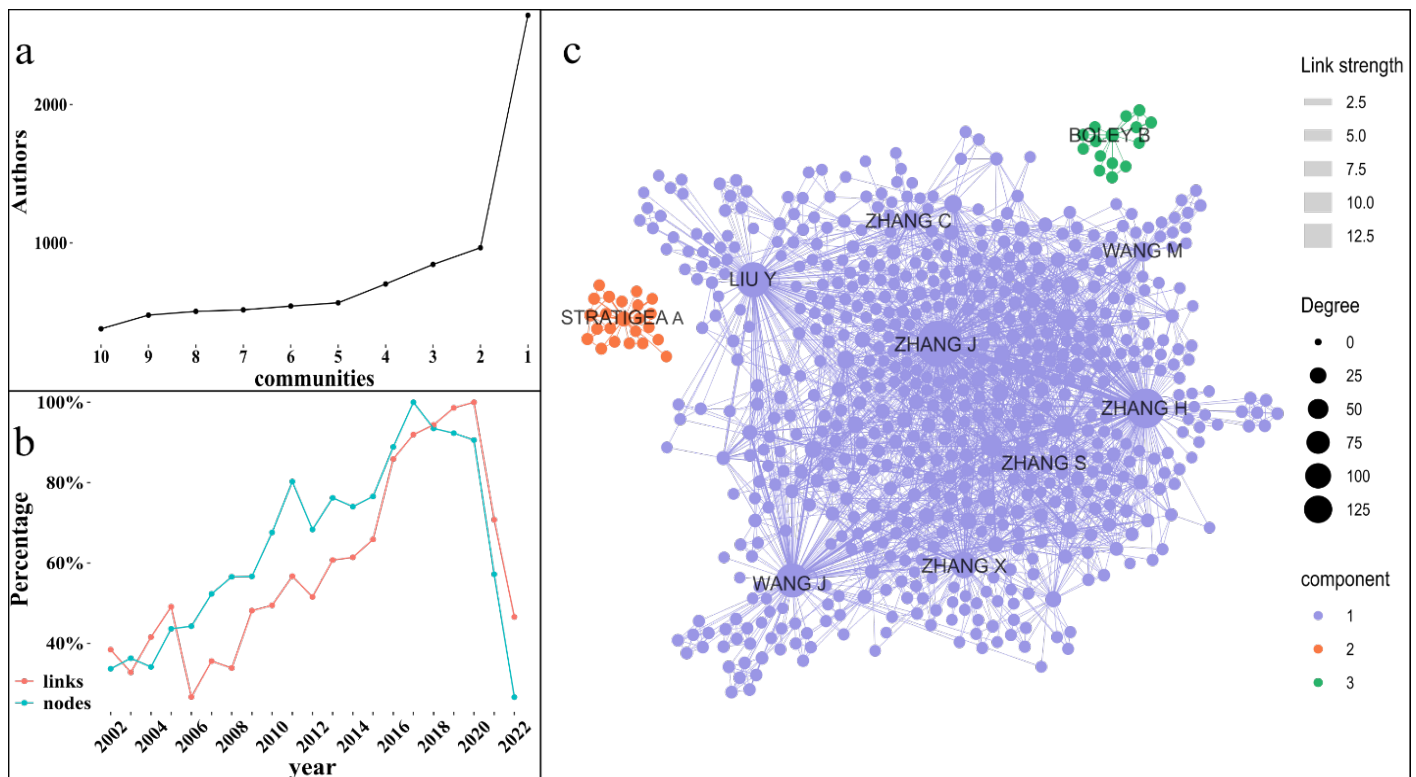 a
Authors
2000
1000
10 9 8 7 6 5 4 3 2 1
communities
b
Percentage
100%
80%
60%
40%
links
nodes
2002 2004 2006 2008 2010 2012 2014 2016 2018 2020 2022
year
c
BOLEY B
ZHANG C
WANG M
LIU Y
STRATIGEA A
ZHANG J
ZHANG H
ZHANG S
ZHANG X
WANG J
Link strength
2.5
5.0
7.5
10.0
12.5
Degree
0
25
50
75
100
125
component
1
2
3